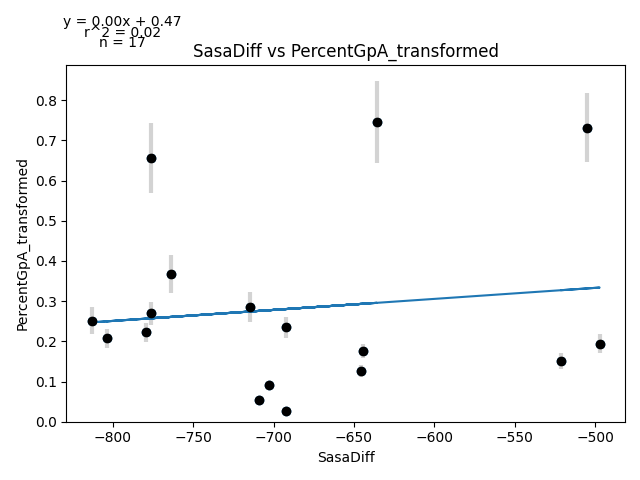 y = 0.00x + 0.47
r^2 = 0.02
n = 17
SasaDiff vs PercentGpA_transformed
0.8
0.7
0.6
0.5
0.4
0.3
0.2
0.1
0.0
PercentGpA_transformed
−800 −750 −700 −650 −600 −550 −500
SasaDiff